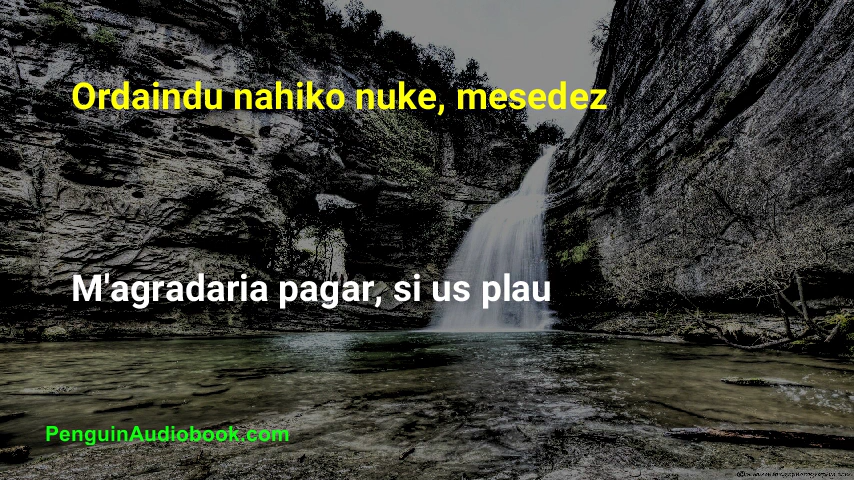 Ordaindu nahiko nuke, mesedez
M'agradaria pagar, si us plau
PenguinAudiobook.com